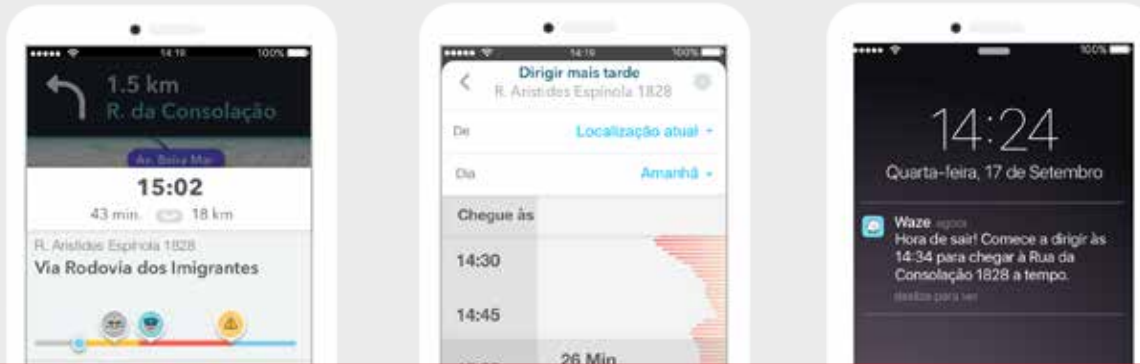 14:19 100%
1.5 km
R. da Consolação
Av. Beira Mar
15:02
43 min. 18 km
R. Aristides Espínola 1828
Via Rodovia dos Imigrantes
14:19 100%
Dirigir mais tarde
R. Aristides Espínola 1828
De Localização atual
Dia Amanhã
Chegue às
14:30
14:45
26 Min
100%
14:24
Quarta-feira, 17 de Setembro
Waze agora
Hora de sair! Comece a dirigir às
14:34 para chegar à Rua da
Consolação 1828 a tempo.
deslize para ver